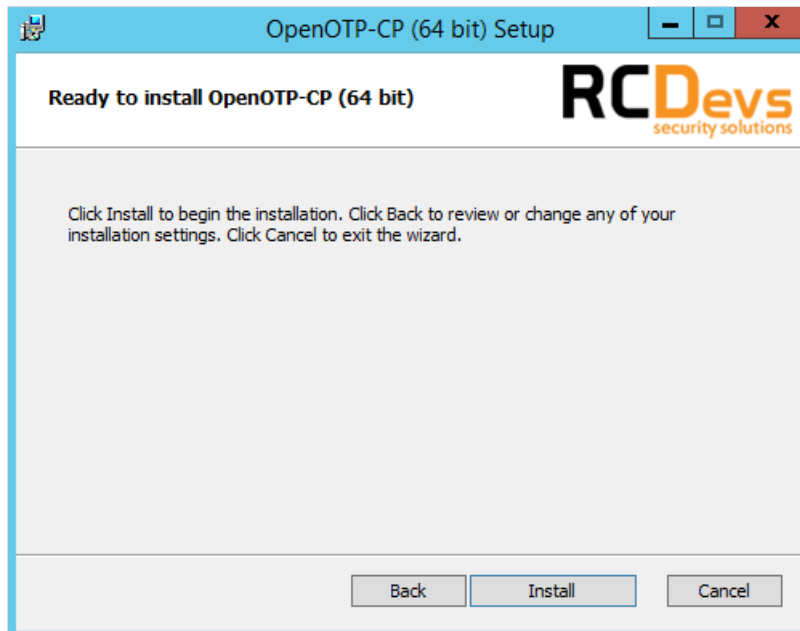 OpenOTP-CP (64 bit) Setup
Ready to install OpenOTP-CP (64 bit)
RCDevs
security solutions
Click Install to begin the installation. Click Back to review or change any of your
installation settings. Click Cancel to exit the wizard.
Back
Install
Cancel